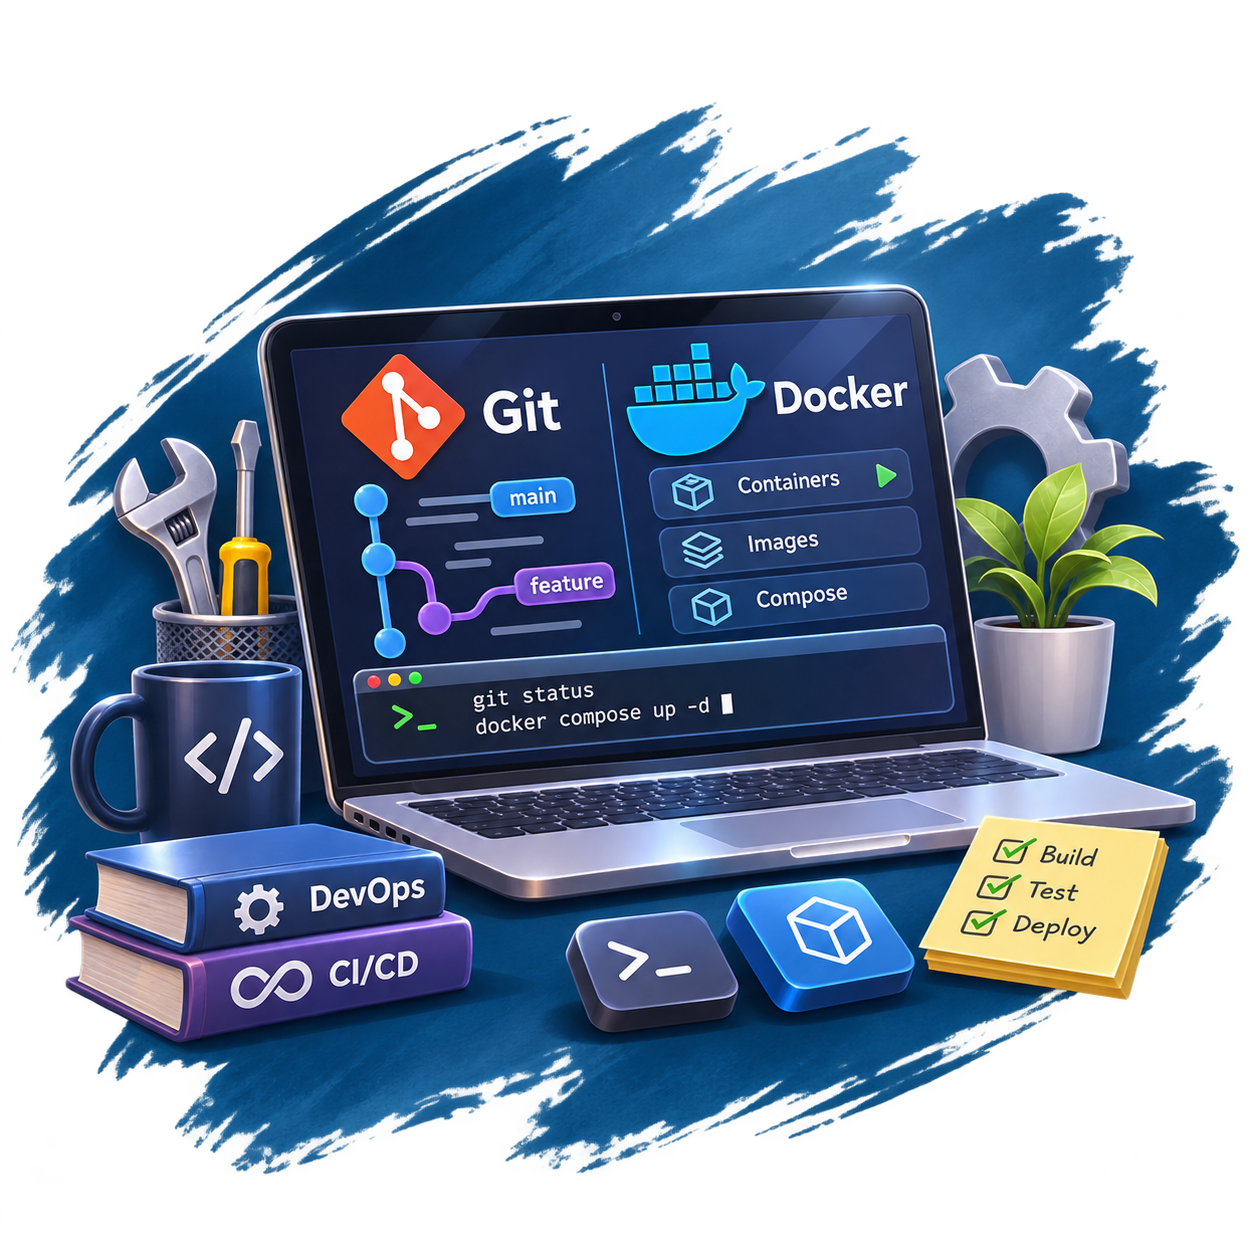 Git
Docker
main
feature
Containers
Images
Compose
>_ git status
docker compose up -d
</>
DevOps
CI/CD
>_
Build
Test
Deploy